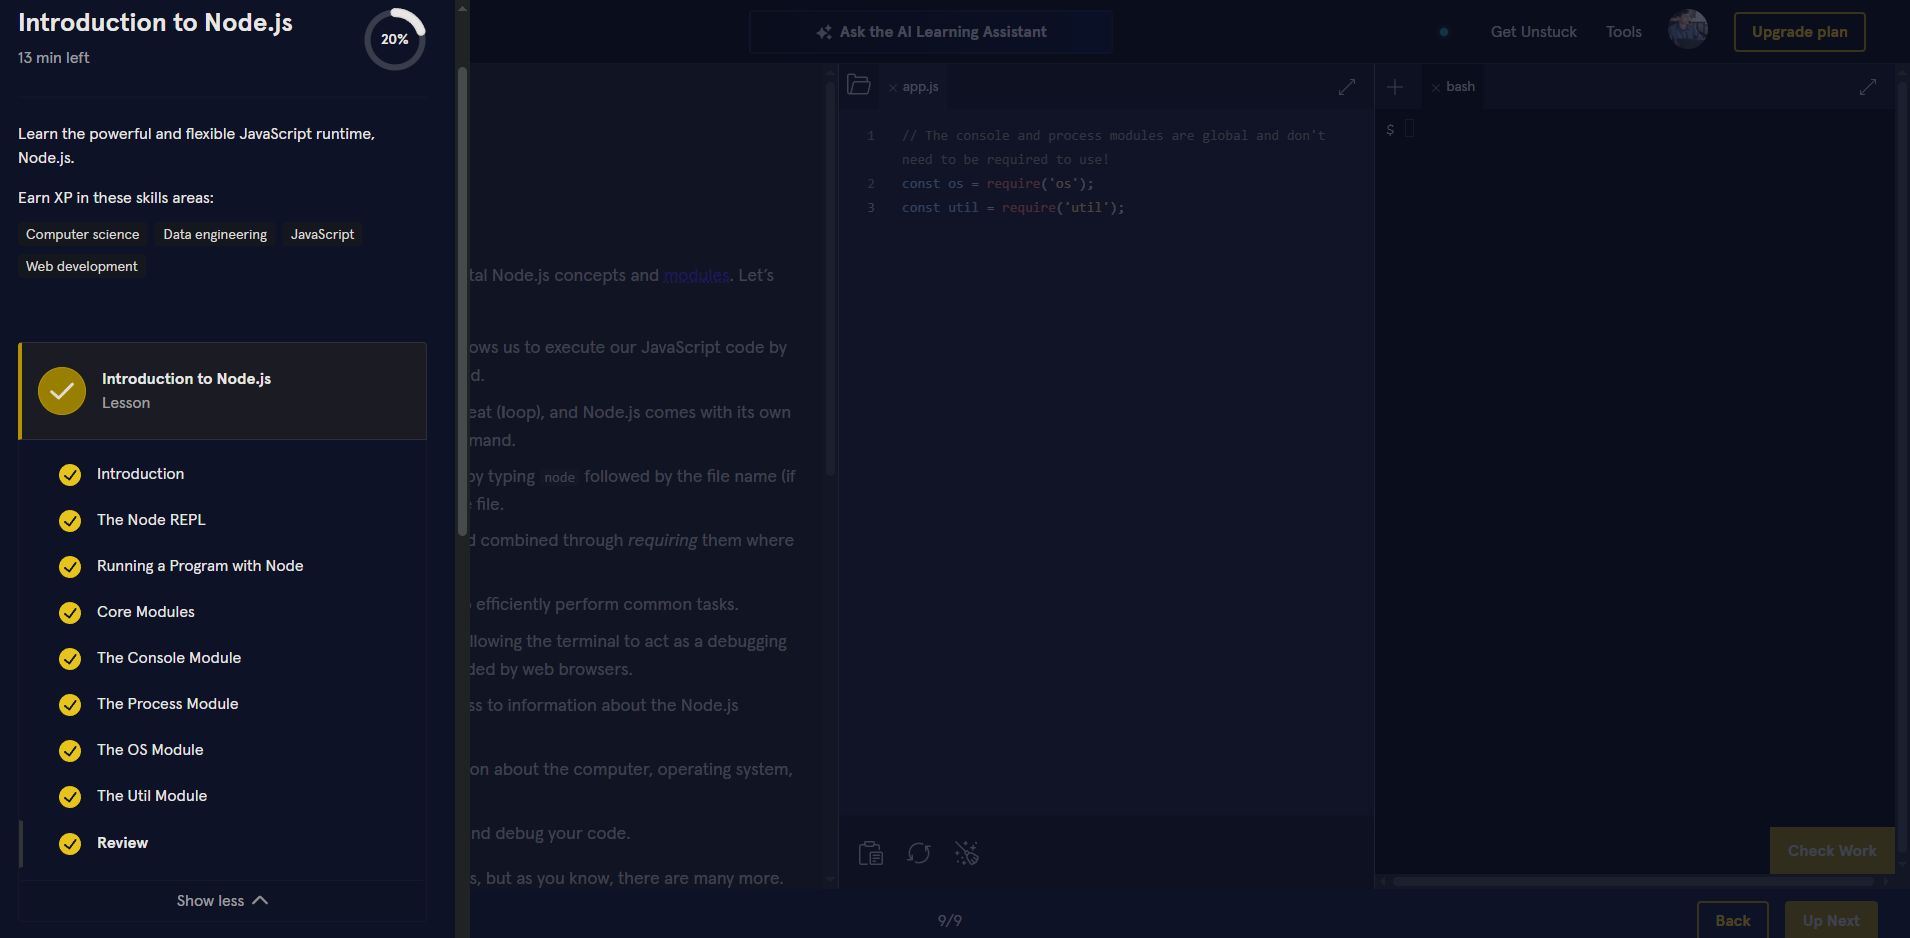 Introduction to Node.js
20%
13 min left
Learn the powerful and flexible JavaScript runtime,
Node.js.
Earn XP in these skills areas:
Computer science
Data engineering
JavaScript
Web development
Introduction to Node.js
Lesson
Introduction
The Node REPL
Running a Program with Node
Core Modules
The Console Module
The Process Module
The OS Module
The Util Module
Review
Show less
Ask the AI Learning Assistant
Get Unstuck
Tools
Upgrade plan
tal Node.js concepts and modules. Let's
ows us to execute our JavaScript code by
d.
eat (loop), and Node.js comes with its own
mand.
by typing node followed by the file name (if
file.
d combined through requiring them where
efficiently perform common tasks.
llowing the terminal to act as a debugging
ded by web browsers.
ss to information about the Node.js
on about the computer, operating system,
nd debug your code.
s, but as you know, there are many more.
app.js
1 // The console and process modules are global and don't
need to be required to use!
2 const os = require('os');
3 const util = require('util');
bash
$
Check Work
9/9
Back
Up Next